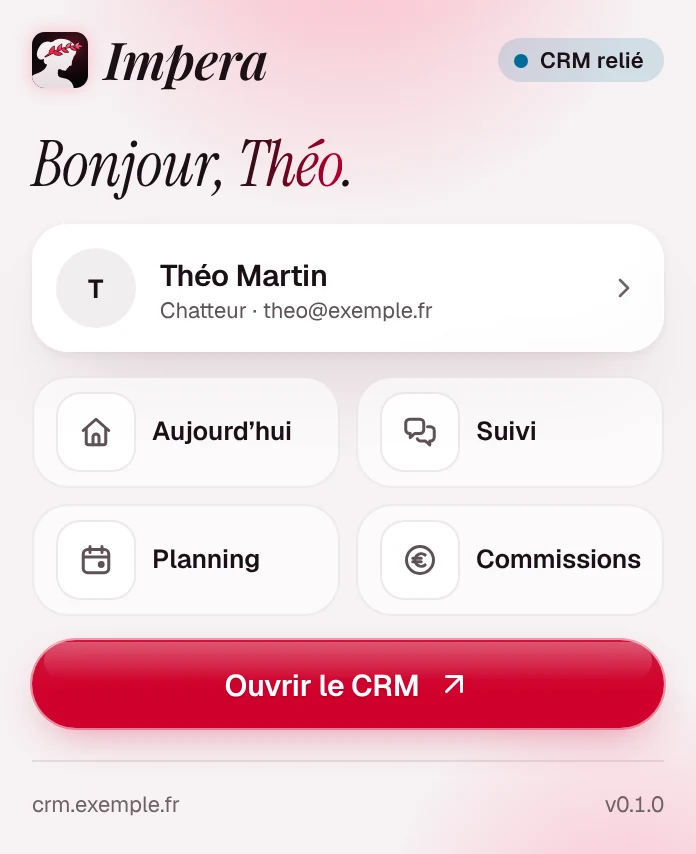 Impera
CRM relié
Bonjour, Théo.
T
Théo Martin
Chatteur · theo@exemple.fr
Aujourd’hui
Suivi
Planning
Commissions
Ouvrir le CRM
crm.exemple.fr
v0.1.0